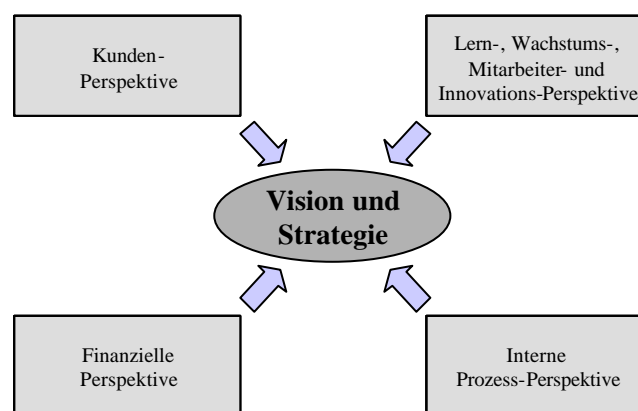 Kunden-
Perspektive
Lern-, Wachstums-,
Mitarbeiter- und
Innovations-Perspektive
Vision und
Strategie
Finanzielle
Perspektive
Interne
Prozess-Perspektive